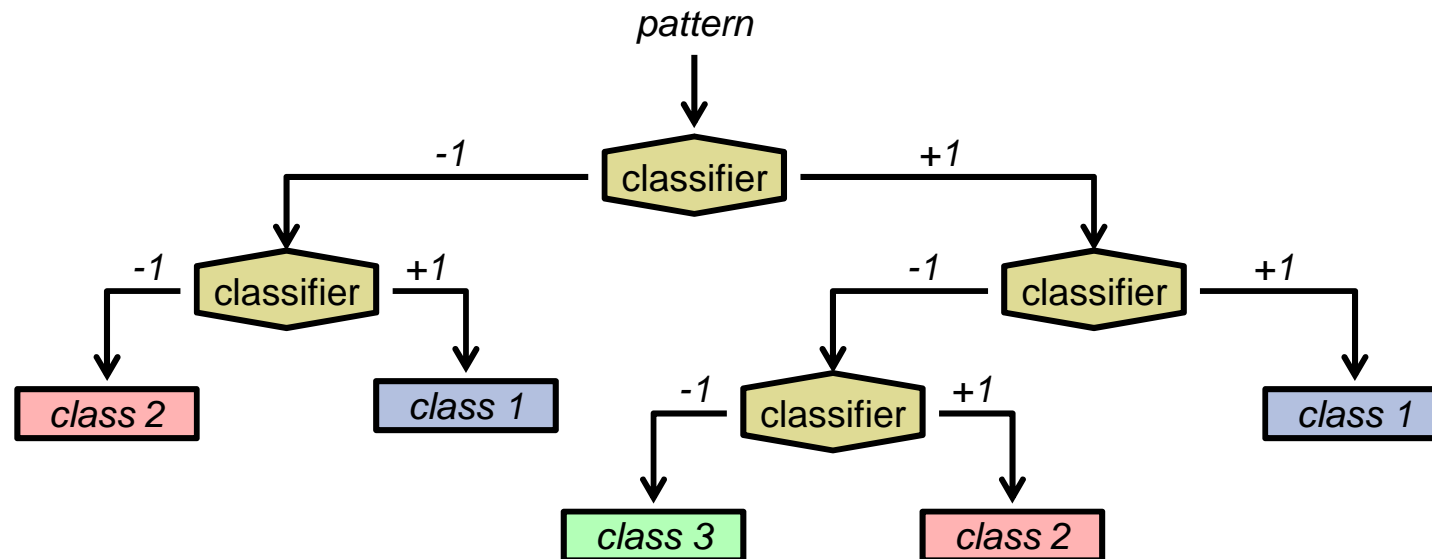 pattern
-1
+1
classifier
-1
+1
-1
+1
classifier
classifier
-1
+1
class 2
class 1
classifier
class 1
class 3
class 2